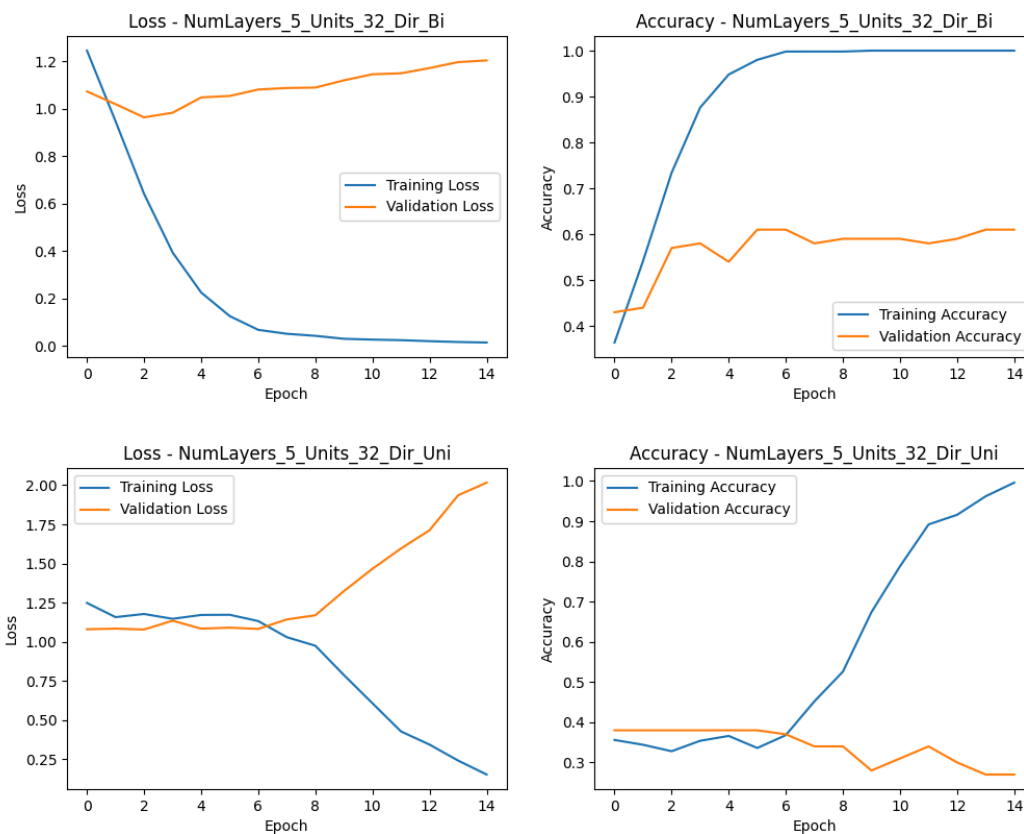 Loss - NumLayers_5_Units_32_Dir_Bi
1.2
1.0
0.8
0.6
0.4
0.2
0.0
Loss
Training Loss
Validation Loss
0 2 4 6 8 10 12 14
Epoch
Accuracy - NumLayers_5_Units_32_Dir_Bi
1.0
0.9
0.8
0.7
0.6
0.5
0.4
Accuracy
Training Accuracy
Validation Accuracy
0 2 4 6 8 10 12 14
Epoch
Loss - NumLayers_5_Units_32_Dir_Uni
2.00
1.75
1.50
1.25
1.00
0.75
0.50
0.25
Loss
Training Loss
Validation Loss
0 2 4 6 8 10 12 14
Epoch
Accuracy - NumLayers_5_Units_32_Dir_Uni
1.0
0.9
0.8
0.7
0.6
0.5
0.4
0.3
Accuracy
Training Accuracy
Validation Accuracy
0 2 4 6 8 10 12 14
Epoch